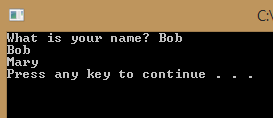 C:\
What is your name? Bob
Bob
Mary
Press any key to continue . . .